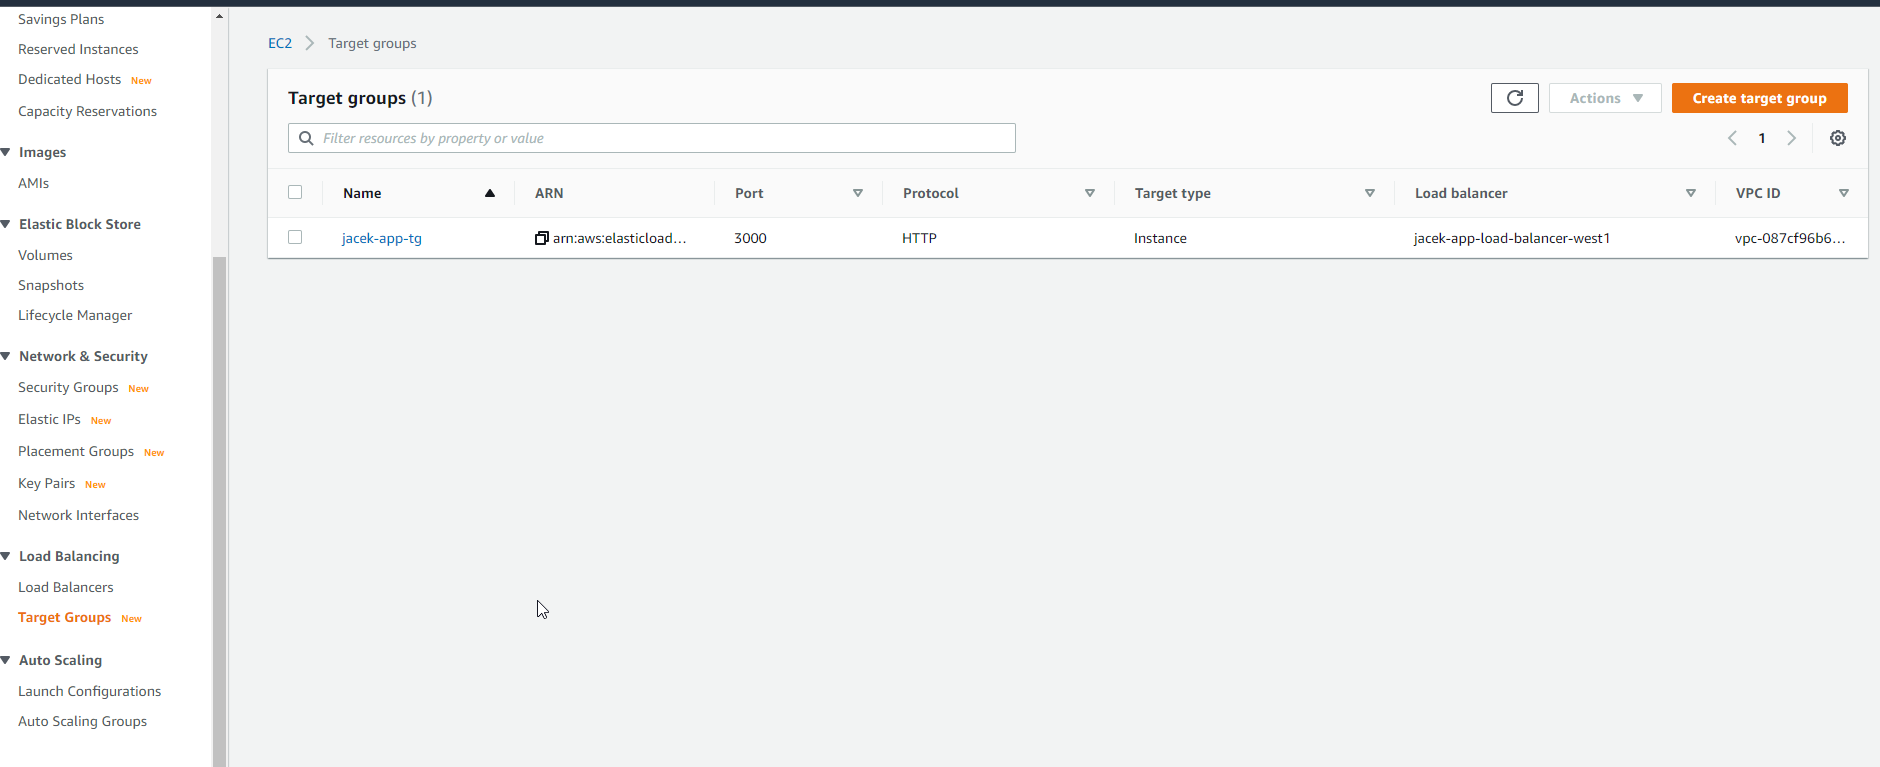 Savings Plans
Reserved Instances
Dedicated Hosts New
Capacity Reservations
Images
AMIs
Elastic Block Store
Volumes
Snapshots
Lifecycle Manager
Network & Security
Security Groups New
Elastic IPs New
Placement Groups New
Key Pairs New
Network Interfaces
Load Balancing
Load Balancers
Target Groups New
Auto Scaling
Launch Configurations
Auto Scaling Groups
EC2 > Target groups
Target groups (1)
Actions
Create target group
Filter resources by property or value
1
Name ARN Port Protocol Target type Load balancer VPC ID
jacek-app-tg arn:aws:elasticload... 3000 HTTP Instance jacek-app-load-balancer-west1 vpc-087cf96b6...